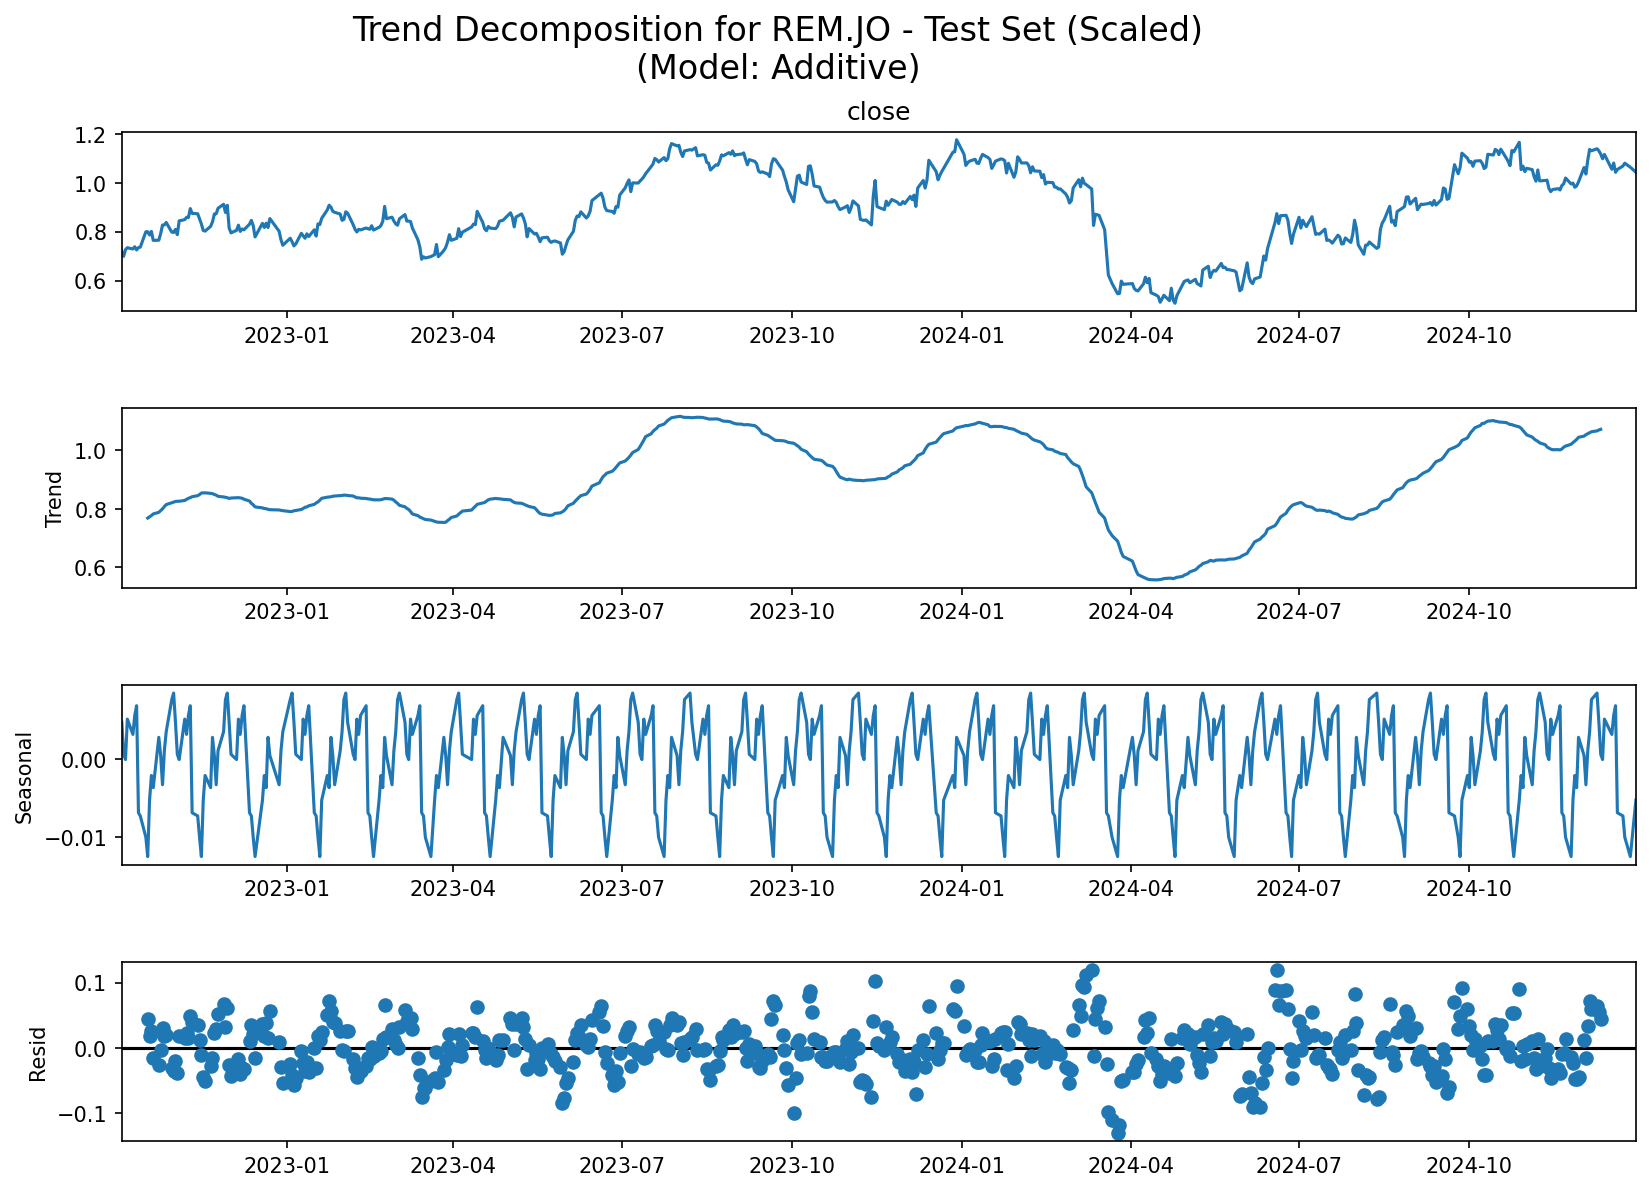 Trend Decomposition for REM.JO - Test Set (Scaled)
(Model: Additive)
close
1.2
1.0
0.8
0.6
2023-01 2023-04 2023-07 2023-10 2024-01 2024-04 2024-07 2024-10
Trend
1.0
0.8
0.6
2023-01 2023-04 2023-07 2023-10 2024-01 2024-04 2024-07 2024-10
Seasonal
0.00
−0.01
2023-01 2023-04 2023-07 2023-10 2024-01 2024-04 2024-07 2024-10
Resid
0.1
0.0
−0.1
2023-01 2023-04 2023-07 2023-10 2024-01 2024-04 2024-07 2024-10